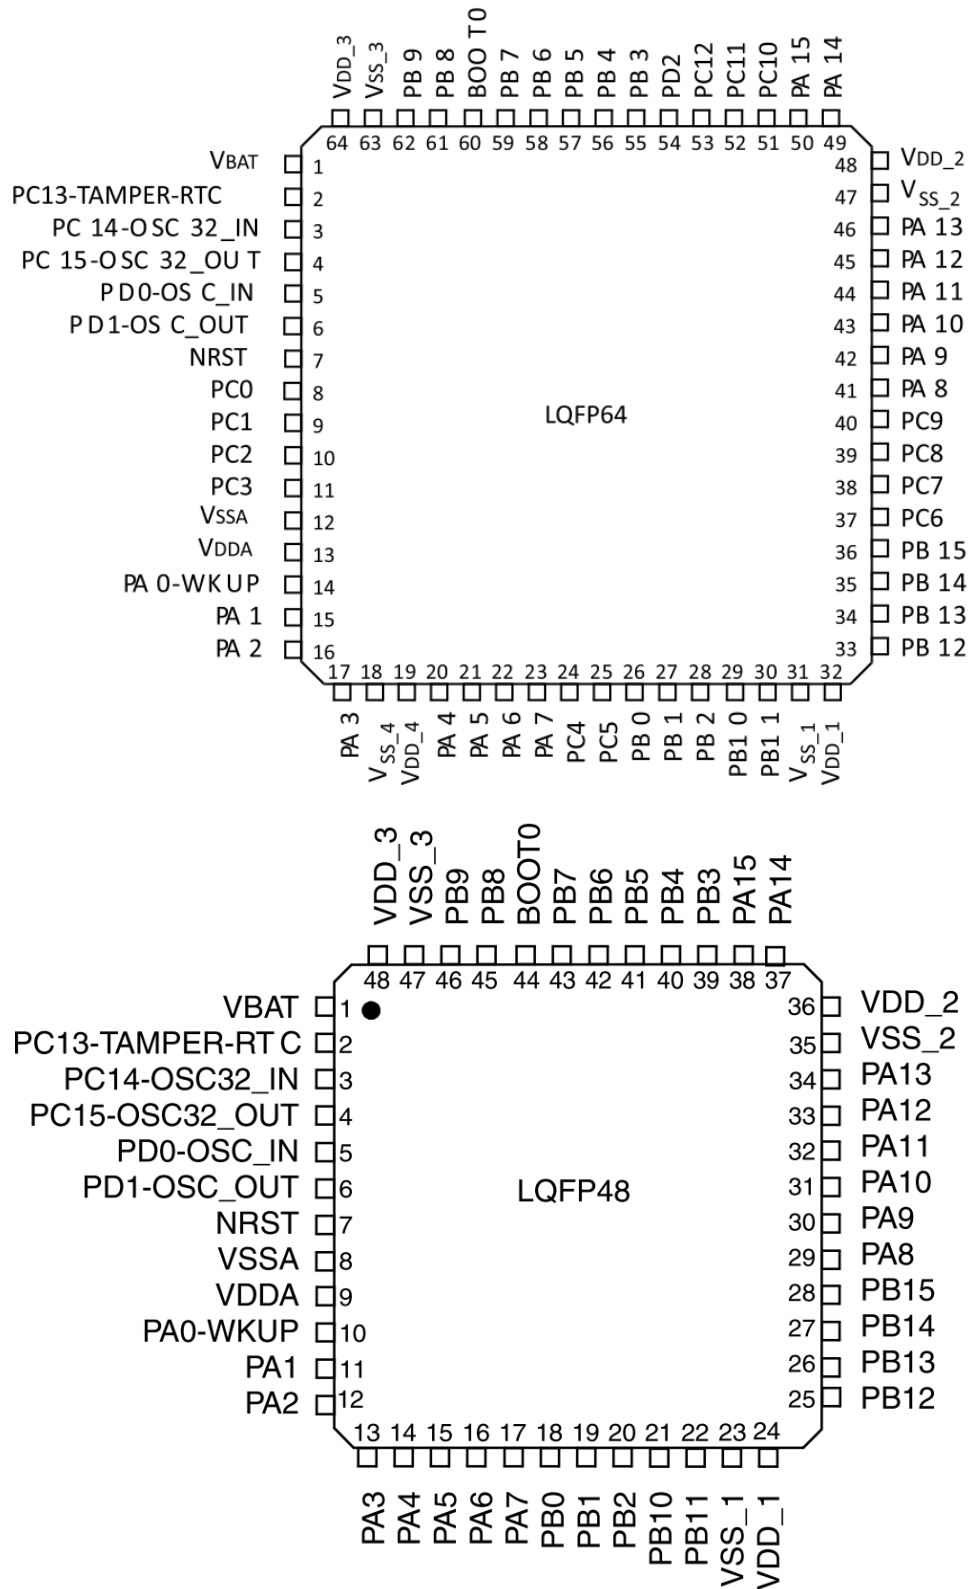 VDD_3 VSS_3 PB 9 PB 8 BOO T0 PB 7 PB 6 PB 5 PB 4 PB 3 PD2 PC12 PC11 PC10 PA 15 PA 14
64 63 62 61 60 59 58 57 56 55 54 53 52 51 50 49
VBAT 1 48 VDD_2
PC13-TAMPER-RTC 2 47 VSS_2
PC 14-O SC 32_IN 3 46 PA 13
PC 15-O SC 32_OU T 4 45 PA 12
P D0-OS C_IN 5 44 PA 11
P D1-OS C_OUT 6 43 PA 10
NRST 7 42 PA 9
PC0 8 41 PA 8
PC1 9 40 PC9
LQFP64
PC2 10 39 PC8
PC3 11 38 PC7
VSSA 12 37 PC6
VDDA 13 36 PB 15
PA 0-WK UP 14 35 PB 14
PA 1 15 34 PB 13
PA 2 16 33 PB 12
17 18 19 20 21 22 23 24 25 26 27 28 29 30 31 32
PA 3 VSS_4 VDD_4 PA 4 PA 5 PA 6 PA 7 PC4 PC5 PB 0 PB 1 PB 2 PB1 0 PB1 1 VSS_1 VDD_1
VDD_3 VSS_3 PB9 PB8 BOOT0 PB7 PB6 PB5 PB4 PB3 PA15 PA14
48 47 46 45 44 43 42 41 40 39 38 37
VBAT 1 36 VDD_2
PC13-TAMPER-RT C 2 35 VSS_2
PC14-OSC32_IN 3 34 PA13
PC15-OSC32_OUT 4 33 PA12
PD0-OSC_IN 5 32 PA11
PD1-OSC_OUT 6 LQFP48 31 PA10
NRST 7 30 PA9
VSSA 8 29 PA8
VDDA 9 28 PB15
PA0-WKUP 10 27 PB14
PA1 11 26 PB13
PA2 12 25 PB12
13 14 15 16 17 18 19 20 21 22 23 24
PA3 PA4 PA5 PA6 PA7 PB0 PB1 PB2 PB10 PB11 VSS_1 VDD_1